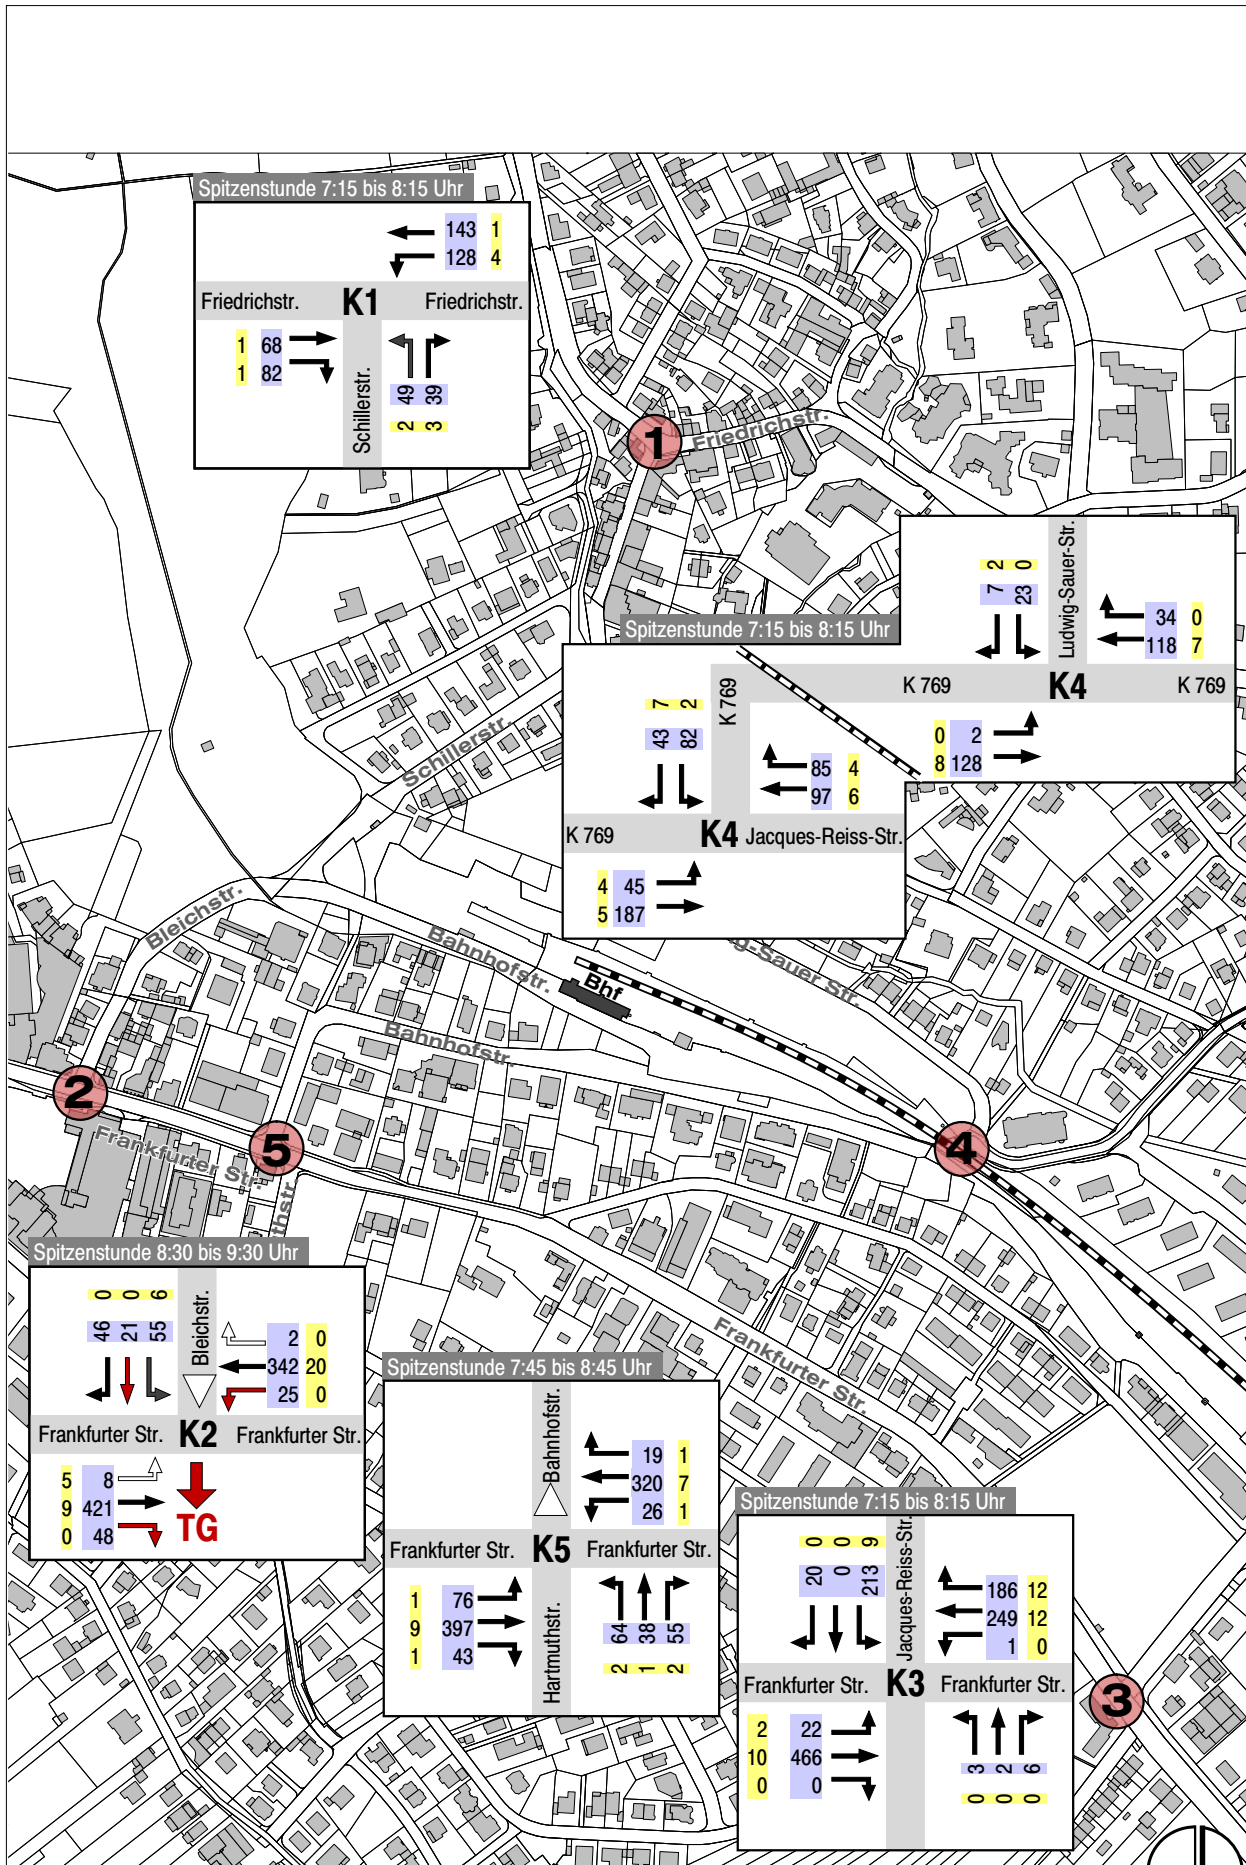 Spitzenstunde 7:15 bis 8:15 Uhr
143 1
128 4
Friedrichstr. K1 Friedrichstr.
1 68
1 82
Schillerstr.
49 39
2 3
1
Friedrichstr.
2 0
7 23
Ludwig-Sauer-Str.
34 0
118 7
K 769 K4 K 769
0 2
8 128
Spitzenstunde 7:15 bis 8:15 Uhr
7 2
43 82
K 769
85 4
97 6
K 769 K4 Jacques-Reiss-Str.
4 45
5 187
Schillerstr.
Bleichstr.
Bahnhofstr.
Bhf
g-Sauer Str.
Bahnhofstr.
2
5
4
Frankfurter Str.
thstr.
Frankfurter Str.
Spitzenstunde 8:30 bis 9:30 Uhr
0 0 6
46 21 55
Bleichstr.
2 0
342 20
25 0
Frankfurter Str. K2 Frankfurter Str.
5 8
9 421
0 48
TG
Spitzenstunde 7:45 bis 8:45 Uhr
Bahnhofstr.
19 1
320 7
26 1
Frankfurter Str. K5 Frankfurter Str.
1 76
9 397
1 43
Hartmuthstr.
64 38 55
2 1 2
Spitzenstunde 7:15 bis 8:15 Uhr
0 0 9
20 0 213
Jacques-Reiss-Str.
186 12
249 12
1 0
Frankfurter Str. K3 Frankfurter Str.
2 22
10 466
0 0
3 2 6
0 0 0
3